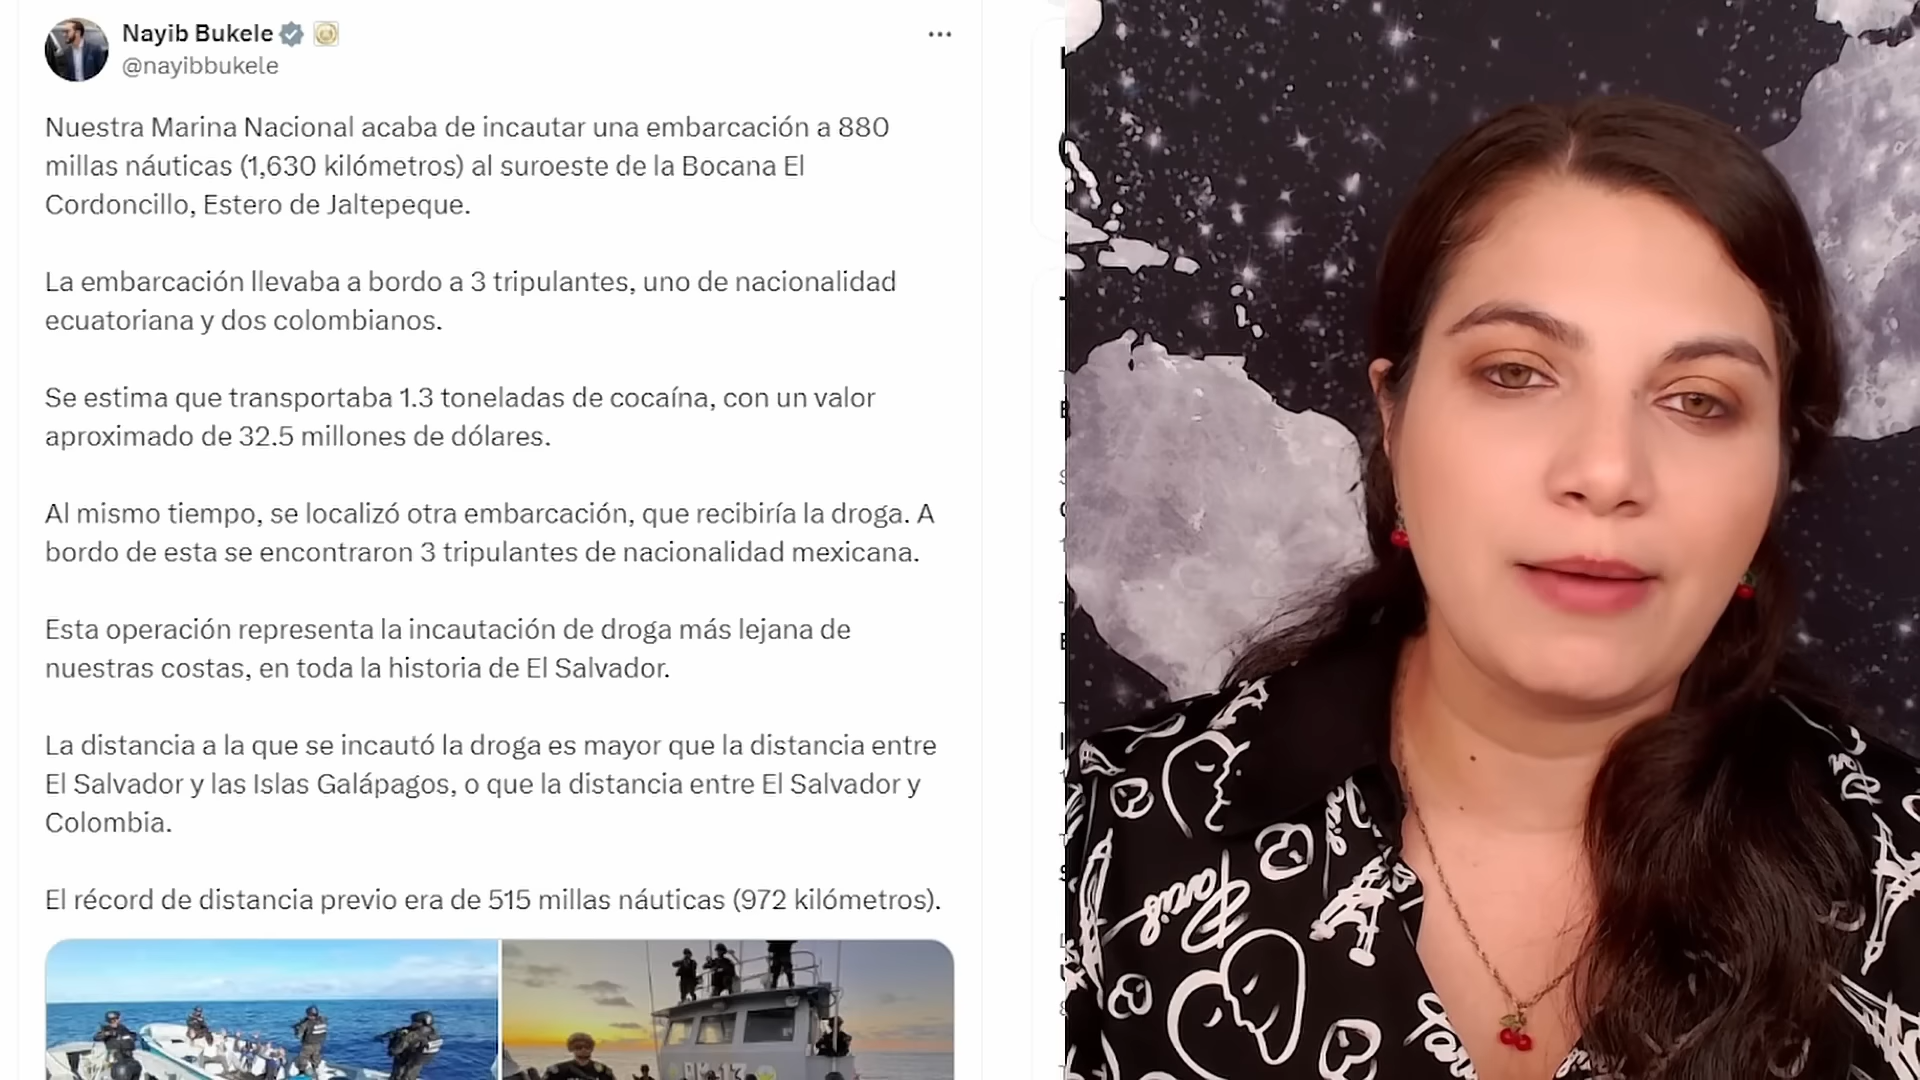 Nayib Bukele
@nayibbukele
Nuestra Marina Nacional acaba de incautar una embarcación a 880
millas náuticas (1,630 kilómetros) al suroeste de la Bocana El
Cordoncillo, Estero de Jaltepeque.
La embarcación llevaba a bordo a 3 tripulantes, uno de nacionalidad
ecuatoriana y dos colombianos.
Se estima que transportaba 1.3 toneladas de cocaína, con un valor
aproximado de 32.5 millones de dólares.
Al mismo tiempo, se localizó otra embarcación, que recibiría la droga. A
bordo de esta se encontraron 3 tripulantes de nacionalidad mexicana.
Esta operación representa la incautación de droga más lejana de
nuestras costas, en toda la historia de El Salvador.
La distancia a la que se incautó la droga es mayor que la distancia entre
El Salvador y las Islas Galápagos, o que la distancia entre El Salvador y
Colombia.
El récord de distancia previo era de 515 millas náuticas (972 kilómetros).
Paris